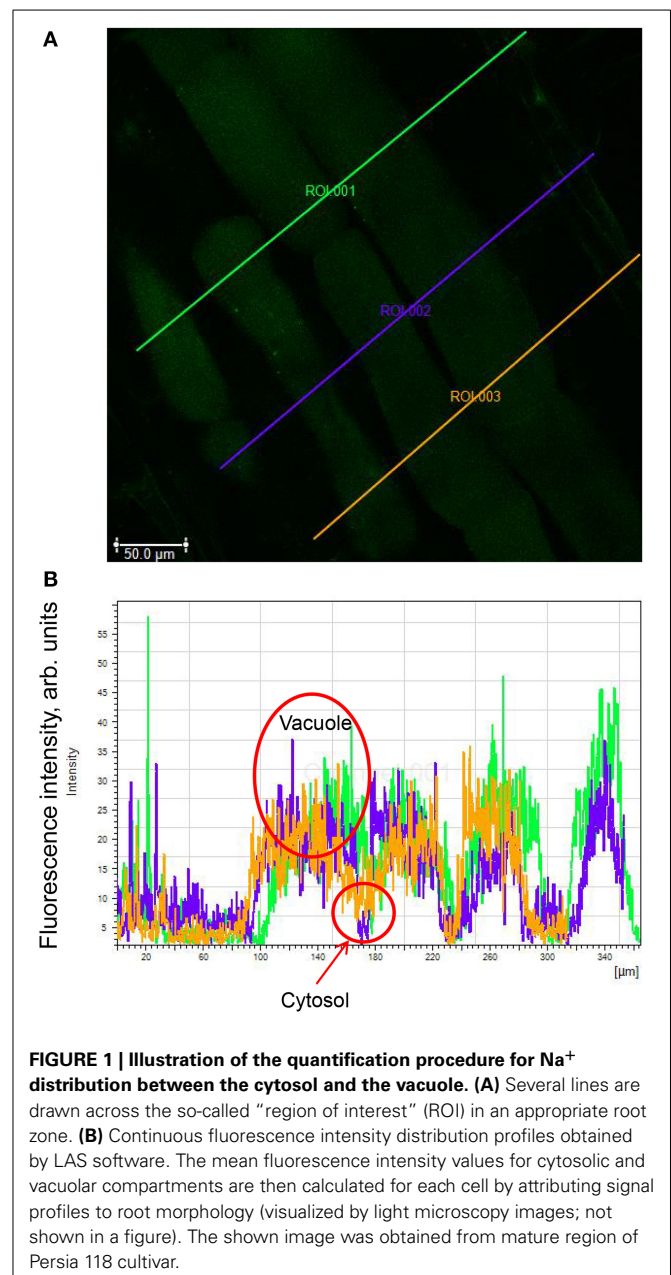 A
ROI.001
ROI.002
ROI.003
50.0 µm
B
Fluorescence intensity, arb. units
Intensity
55
50
45
40
35
30
25
20
15
10
5
Vacuole
20
60
100
140
180
220
260
300
340
[µm]
Cytosol
FIGURE 1 | Illustration of the quantification procedure for Na+
distribution between the cytosol and the vacuole. (A) Several lines are
drawn across the so-called “region of interest” (ROI) in an appropriate root
zone. (B) Continuous fluorescence intensity distribution profiles obtained
by LAS software. The mean fluorescence intensity values for cytosolic and
vacuolar compartments are then calculated for each cell by attributing signal
profiles to root morphology (visualized by light microscopy images; not
shown in a figure). The shown image was obtained from mature region of
Persia 118 cultivar.